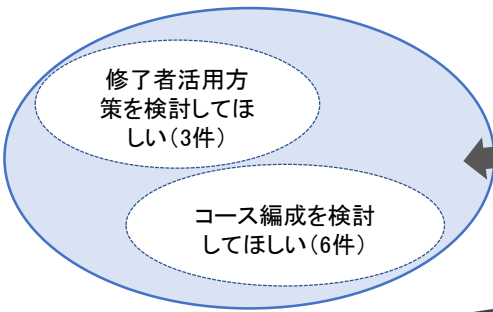 修了者活用方
策を検討してほ
しい（3件）
コース編成を検討
してほしい（6件）